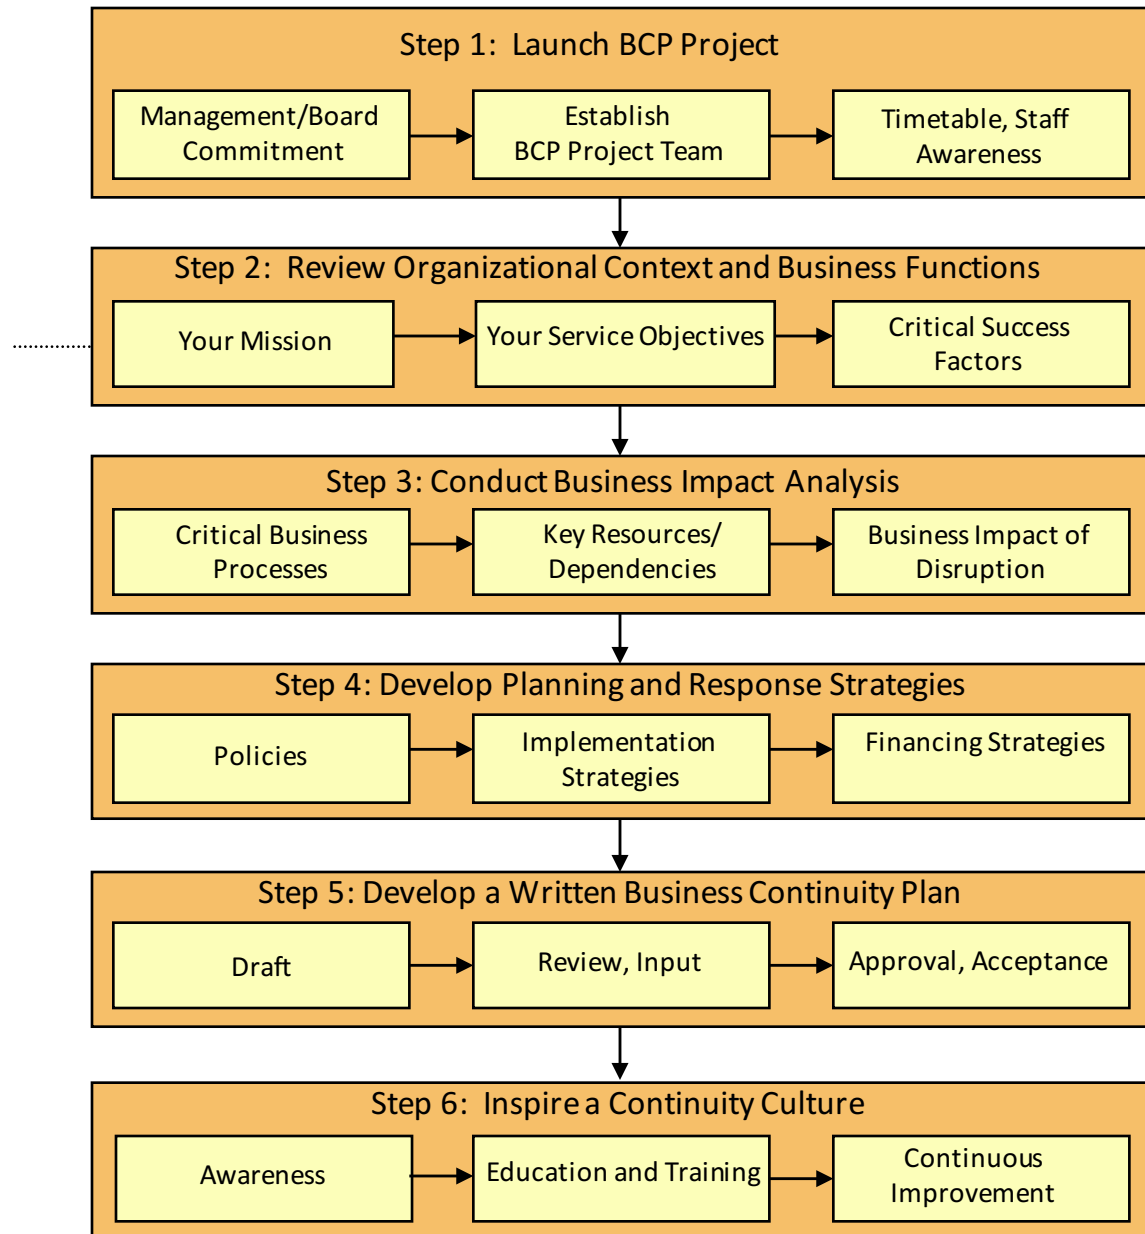 Step 1: Launch BCP Project
Management/Board
Commitment
Establish
BCP Project Team
Timetable, Staff
Awareness
Step 2: Review Organizational Context and Business Functions
Your Mission
Your Service Objectives
Critical Success
Factors
Step 3: Conduct Business Impact Analysis
Critical Business
Processes
Key Resources/
Dependencies
Business Impact of
Disruption
Step 4: Develop Planning and Response Strategies
Policies
Implementation
Strategies
Financing Strategies
Step 5: Develop a Written Business Continuity Plan
Draft
Review, Input
Approval, Acceptance
Step 6: Inspire a Continuity Culture
Awareness
Education and Training
Continuous
Improvement